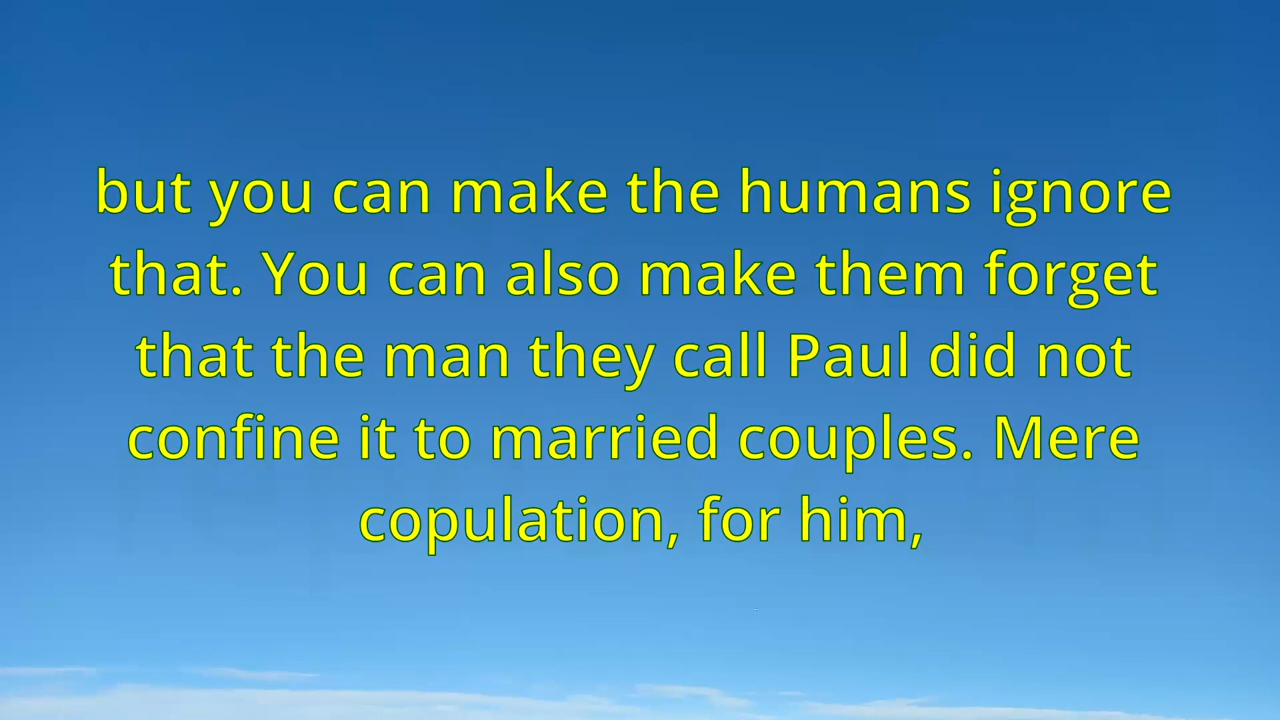 but you can make the humans ignore
that. You can also make them forget
that the man they call Paul did not
confine it to married couples. Mere
copulation, for him,